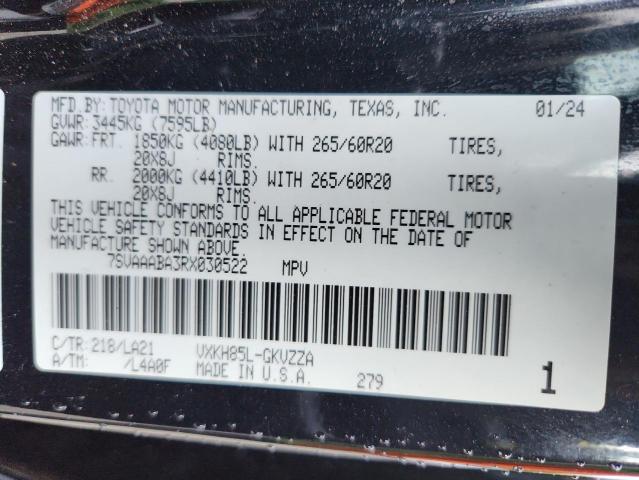 MFD.BY: TOYOTA MOTOR MANUFACTURING, TEXAS, INC. 01/24
GVWR: 3445KG (7595LB)
GAWR: FRT. 1850KG (4080LB) WITH 265/60R20 TIRES,
20X8J RIMS.
RR. 2000KG (4410LB) WITH 265/60R20 TIRES,
20X8J RIMS.
THIS VEHICLE CONFORMS TO ALL APPLICABLE FEDERAL MOTOR
VEHICLE SAFETY STANDARDS IN EFFECT ON THE DATE OF
MANUFACTURE SHOWN ABOVE.
7SVAAABA3RX030522 MPV
C/TR: 218/LA21 VXKH85L-GKVZZA
A/TM: /L4A0F MADE IN U.S.A. 279 1